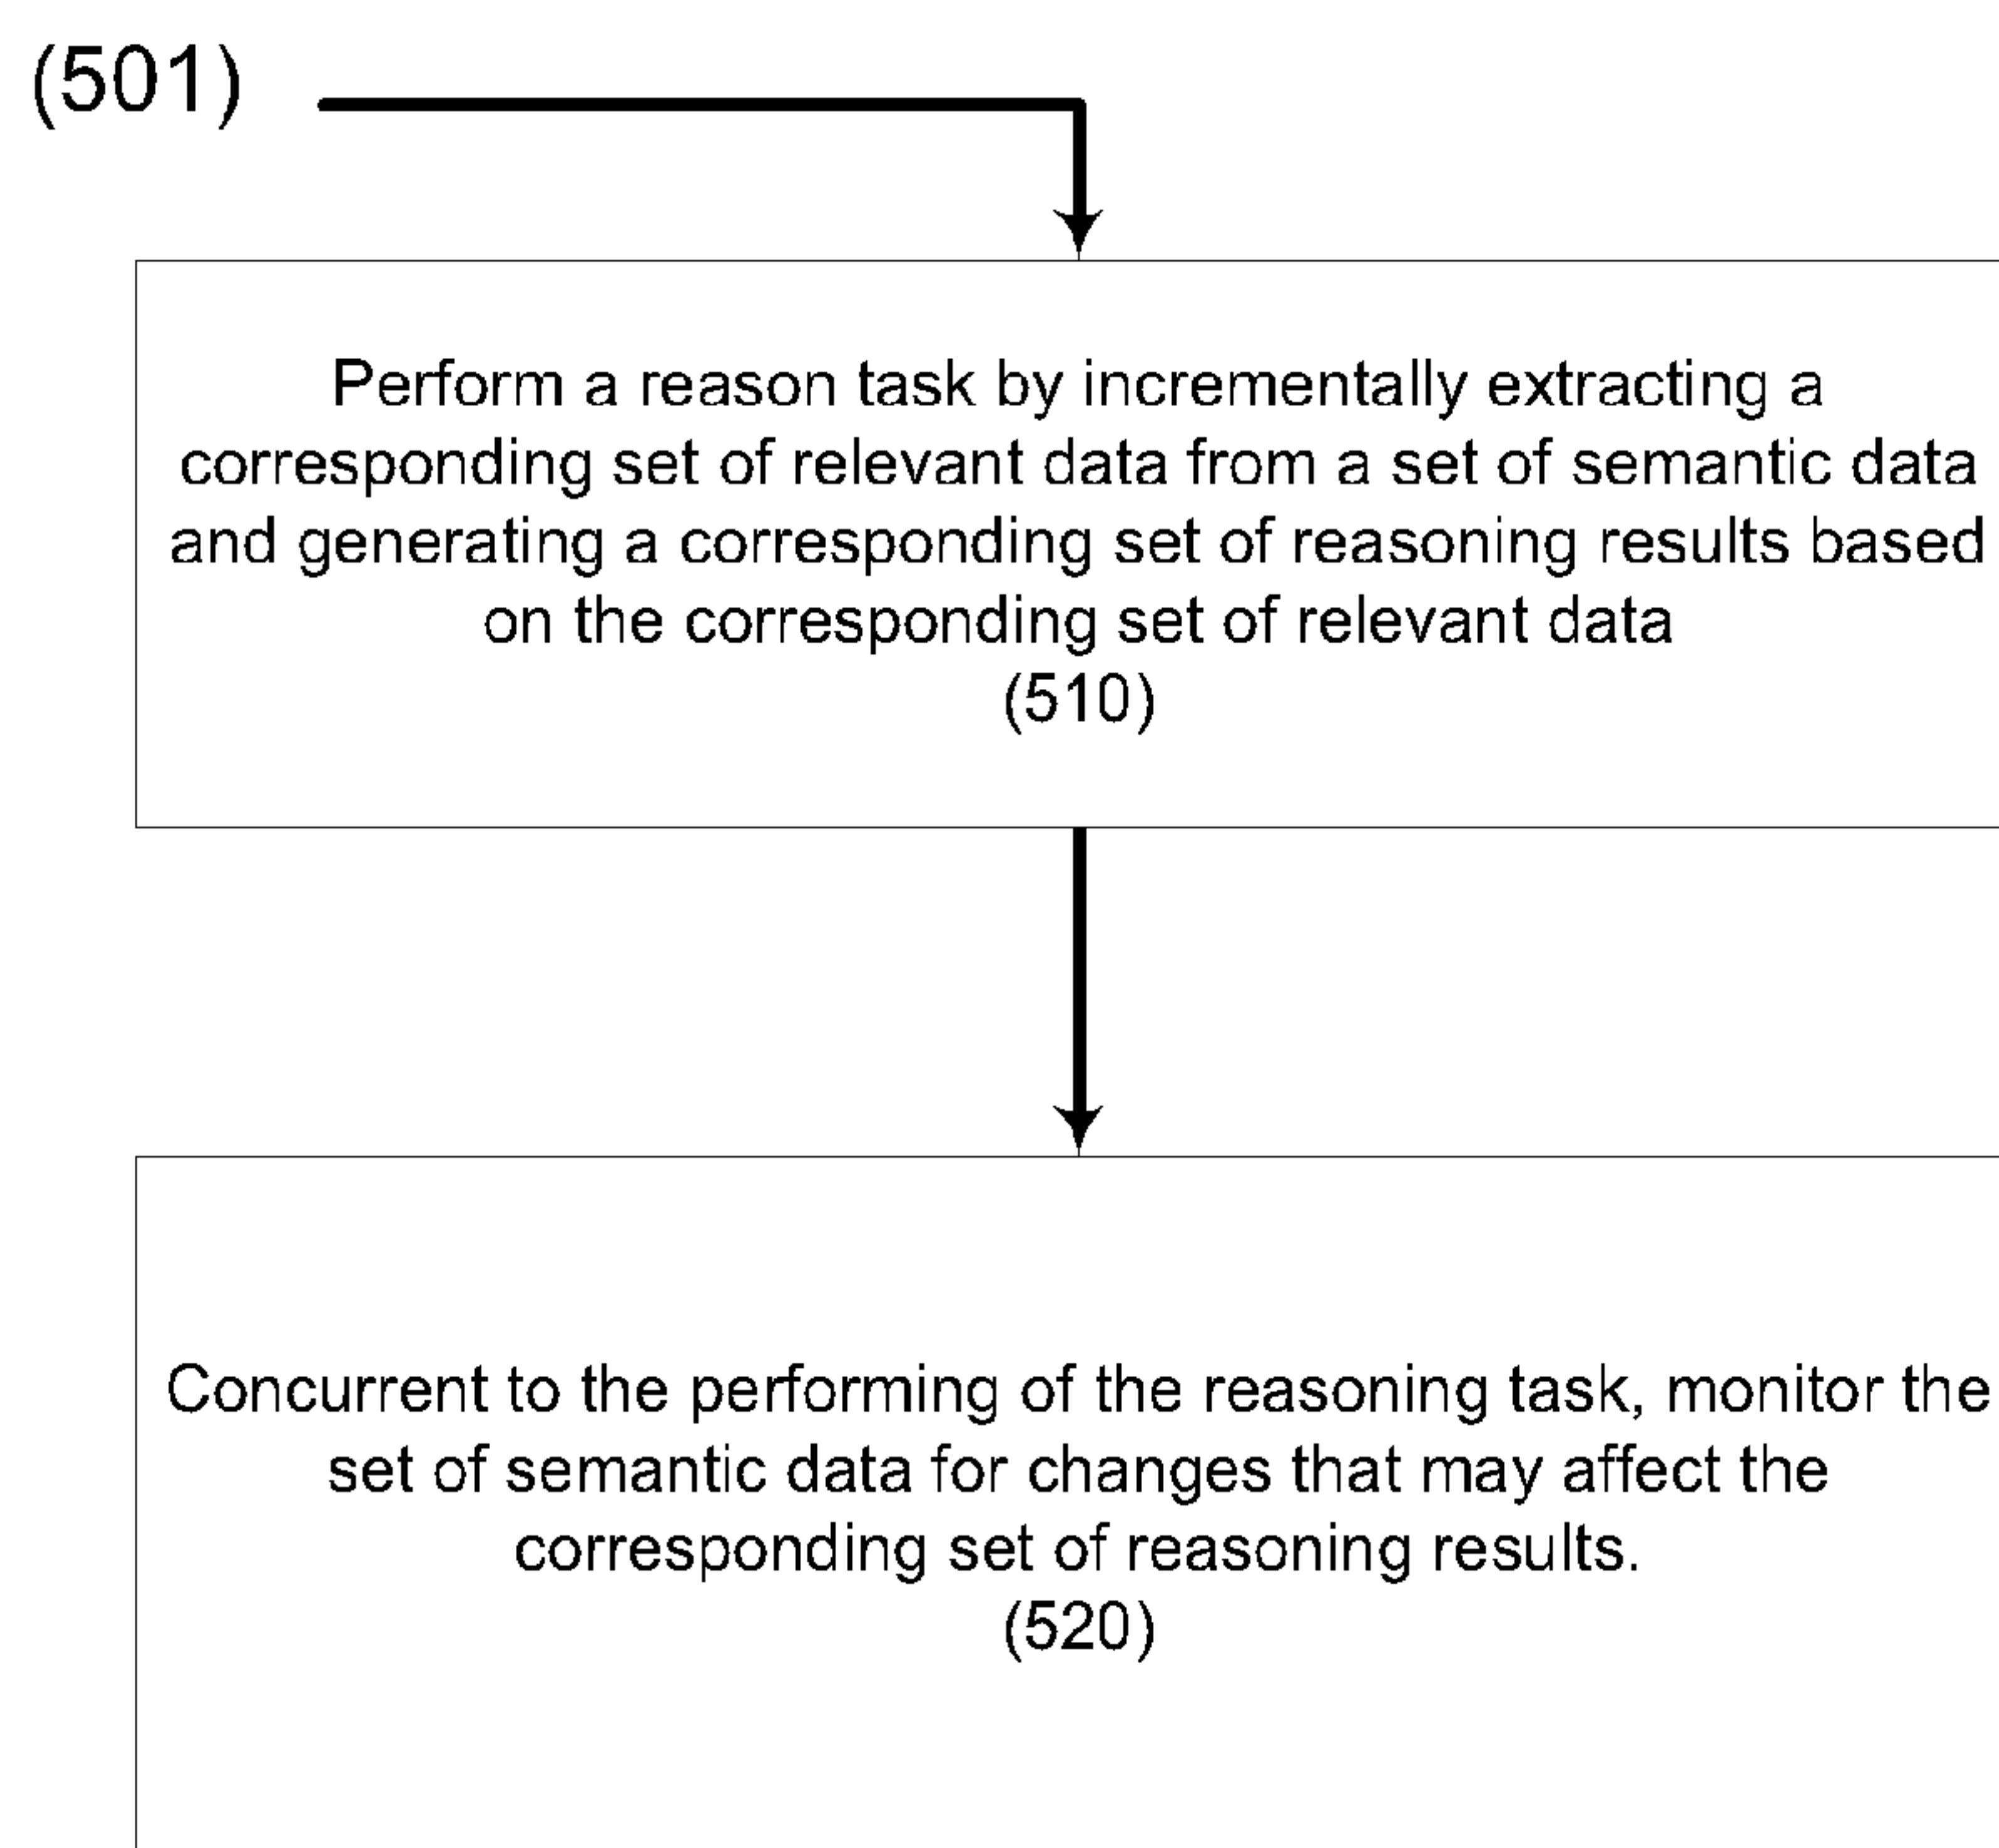 (501)
Perform a reason task by incrementally extracting a
corresponding set of relevant data from a set of semantic data
and generating a corresponding set of reasoning results based
on the corresponding set of relevant data
(510)
Concurrent to the performing of the reasoning task, monitor the
set of semantic data for changes that may affect the
corresponding set of reasoning results.
(520)